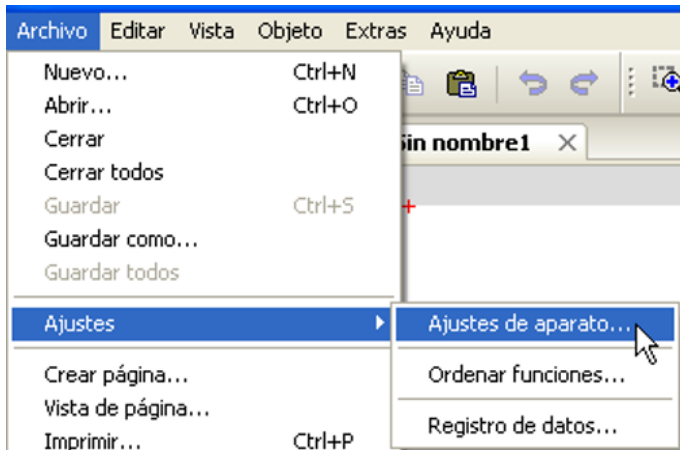 Archivo Editar Vista Objeto Extras Ayuda
Nuevo... Ctrl+N
Abrir... Ctrl+O
Cerrar
Cerrar todos
Guardar Ctrl+S
Guardar como...
Guardar todos
Ajustes
Crear página...
Vista de página...
Imprimir... Ctrl+P
Sin nombre1
Ajustes de aparato...
Ordenar funciones...
Registro de datos...